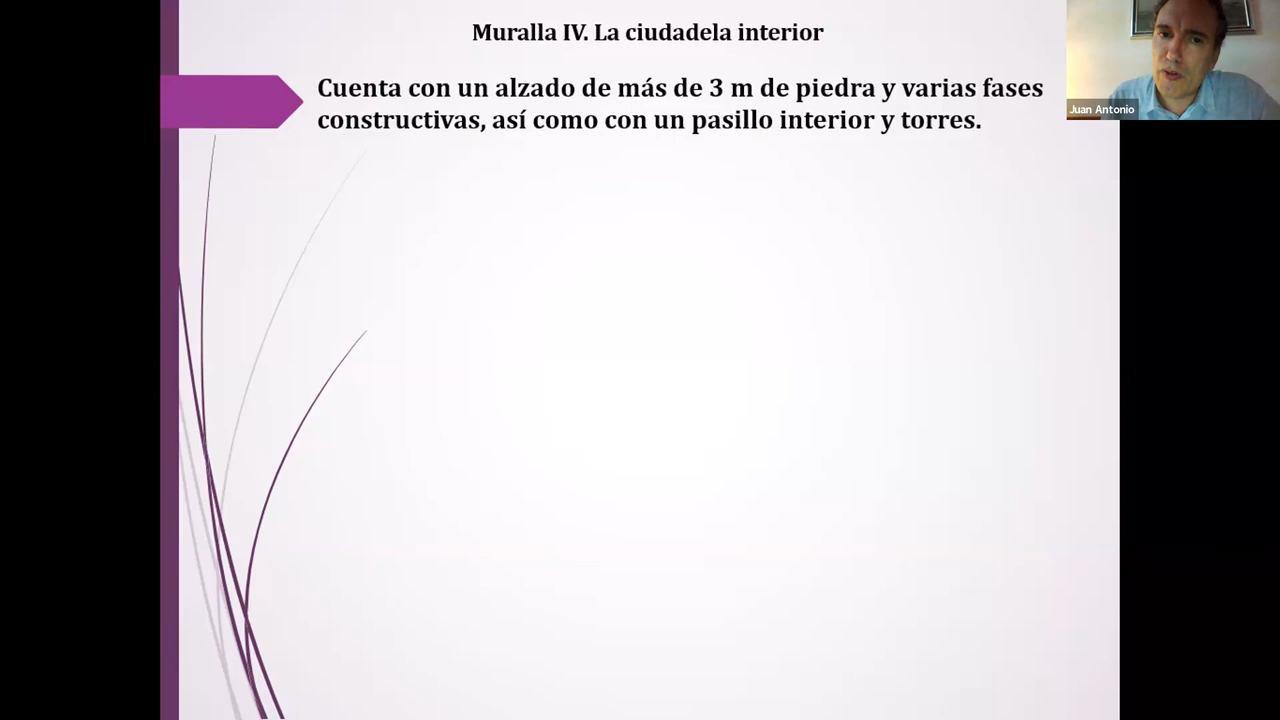 Muralla IV. La ciudadela interior
Cuenta con un alzado de más de 3 m de piedra y varias fases
constructivas, así como con un pasillo interior y torres.
Juan Antonio